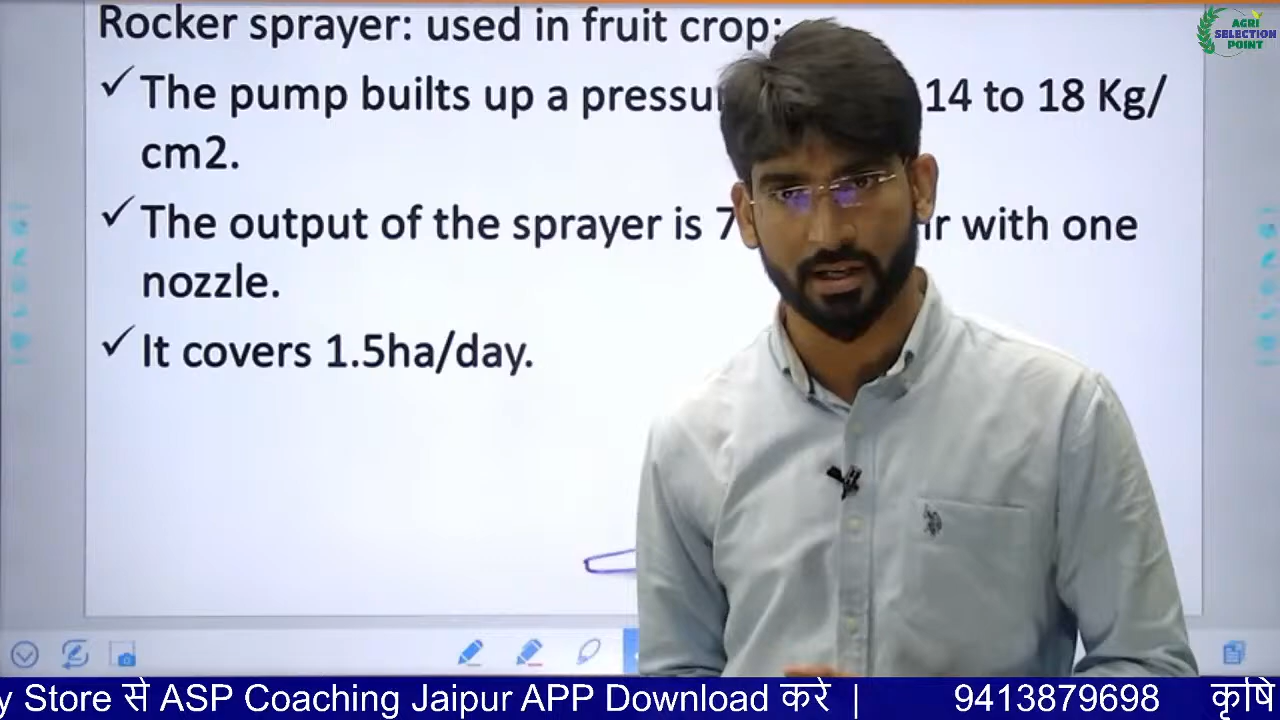 Rocker sprayer: used in fruit crop:
✓ The pump builts up a 14 to 18 Kg/
cm2.
✓ The output of the sprayer is with one
nozzle.
✓ It covers 1.5ha/day.
AGRI
SELECTION
POINT
Store से ASP Coaching Jaipur APP Download करे | 9413879698 कृषि